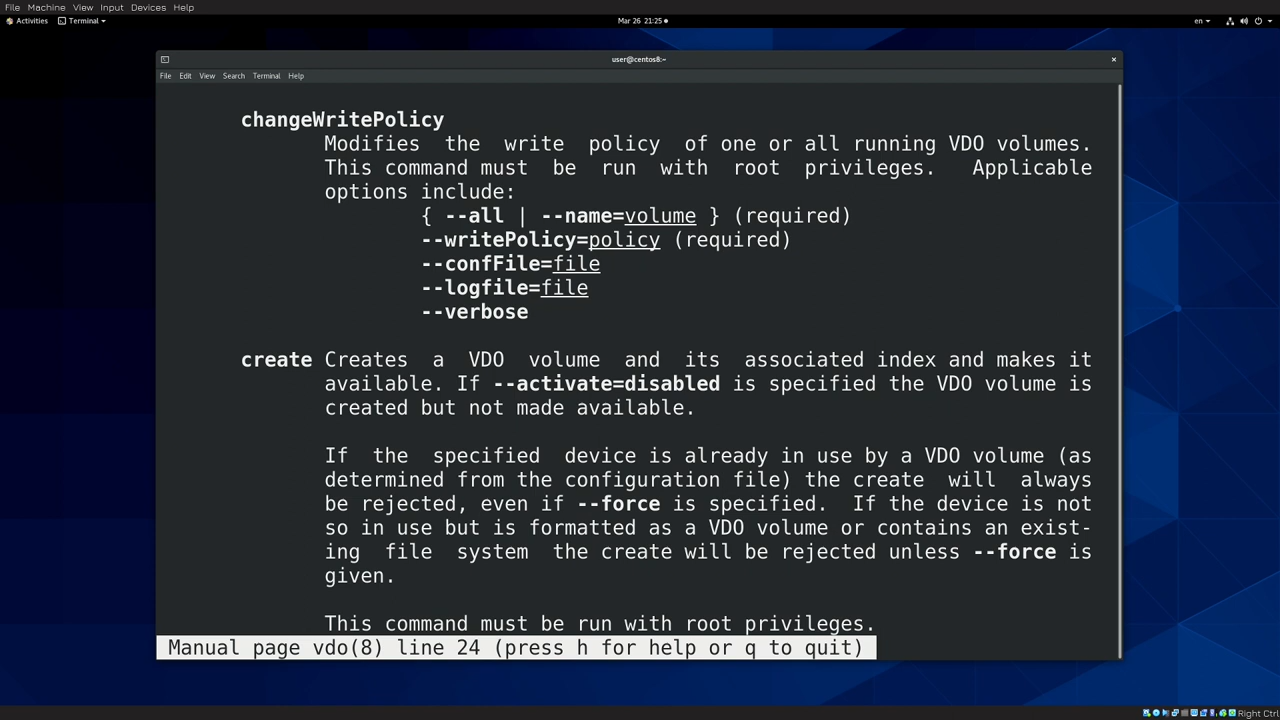 File Machine View Input Devices Help
Activities Terminal Mar 26 21:25 en
user@centos8:~
File Edit View Search Terminal Help
changeWritePolicy
Modifies the write policy of one or all running VDO volumes.
This command must be run with root privileges. Applicable
options include:
{ --all | --name=volume } (required)
--writePolicy=policy (required)
--confFile=file
--logfile=file
--verbose
create Creates a VDO volume and its associated index and makes it
available. If --activate=disabled is specified the VDO volume is
created but not made available.
If the specified device is already in use by a VDO volume (as
determined from the configuration file) the create will always
be rejected, even if --force is specified. If the device is not
so in use but is formatted as a VDO volume or contains an exist-
ing file system the create will be rejected unless --force is
given.
This command must be run with root privileges.
Manual page vdo(8) line 24 (press h for help or q to quit)
Right Ctrl